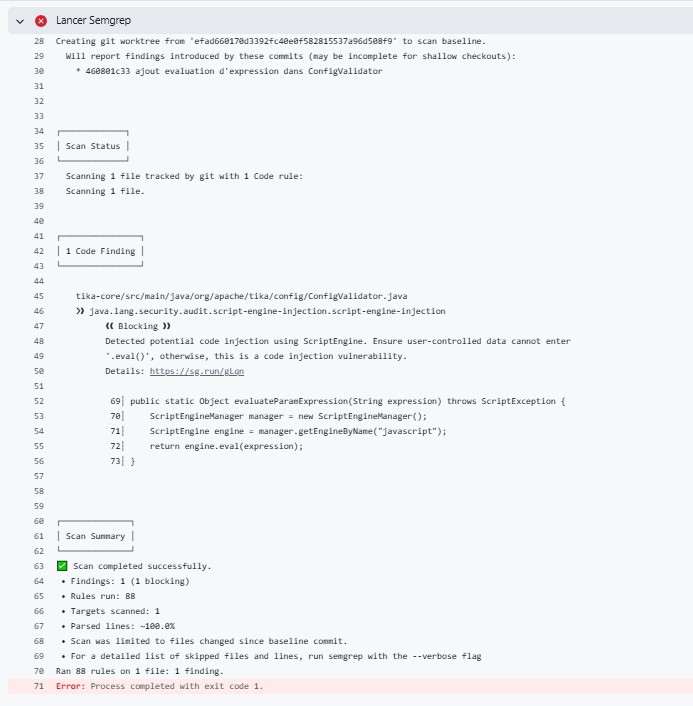 Lancer Semgrep
28 Creating git worktree from 'efad660170d3392fc40e0f582815537a96d508f9' to scan baseline.
29 Will report findings introduced by these commits (may be incomplete for shallow checkouts):
30 * 460801c33 ajout evaluation d'expression dans ConfigValidator
31
32
33
34
35 Scan Status
36
37 Scanning 1 file tracked by git with 1 Code rule:
38 Scanning 1 file.
39
40
41
42 1 Code Finding
43
44
45 tika-core/src/main/java/org/apache/tika/config/ConfigValidator.java
46 ❯❯ java.lang.security.audit.script-engine-injection.script-engine-injection
47 ❰❰ Blocking ❱❱
48 Detected potential code injection using ScriptEngine. Ensure user-controlled data cannot enter
49 '.eval()', otherwise, this is a code injection vulnerability.
50 Details: https://sg.run/gLqn
51
52 69┆ public static Object evaluateParamExpression(String expression) throws ScriptException {
53 70┆ ScriptEngineManager manager = new ScriptEngineManager();
54 71┆ ScriptEngine engine = manager.getEngineByName("javascript");
55 72┆ return engine.eval(expression);
56 73┆ }
57
58
59
60
61 Scan Summary
62
63 ✅ Scan completed successfully.
64 • Findings: 1 (1 blocking)
65 • Rules run: 88
66 • Targets scanned: 1
67 • Parsed lines: ~100.0%
68 • Scan was limited to files changed since baseline commit.
69 • For a detailed list of skipped files and lines, run semgrep with the --verbose flag
70 Ran 88 rules on 1 file: 1 finding.
71 Error: Process completed with exit code 1.